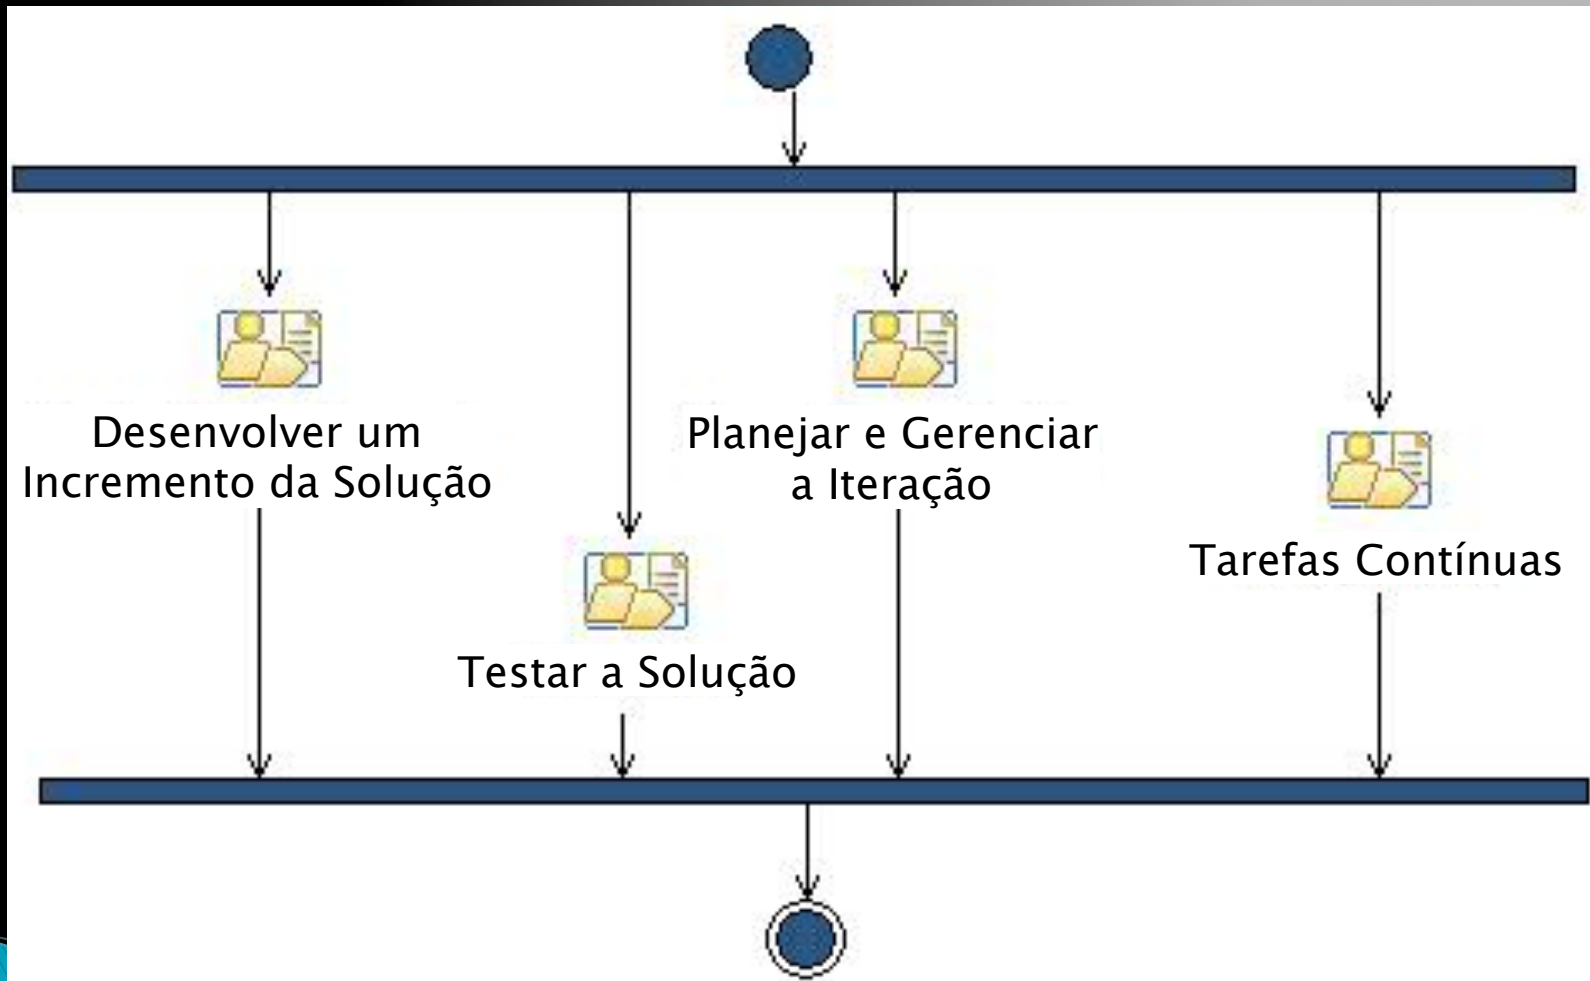 Desenvolver um
Incremento da Solução
Planejar e Gerenciar
a Iteração
Tarefas Contínuas
Testar a Solução